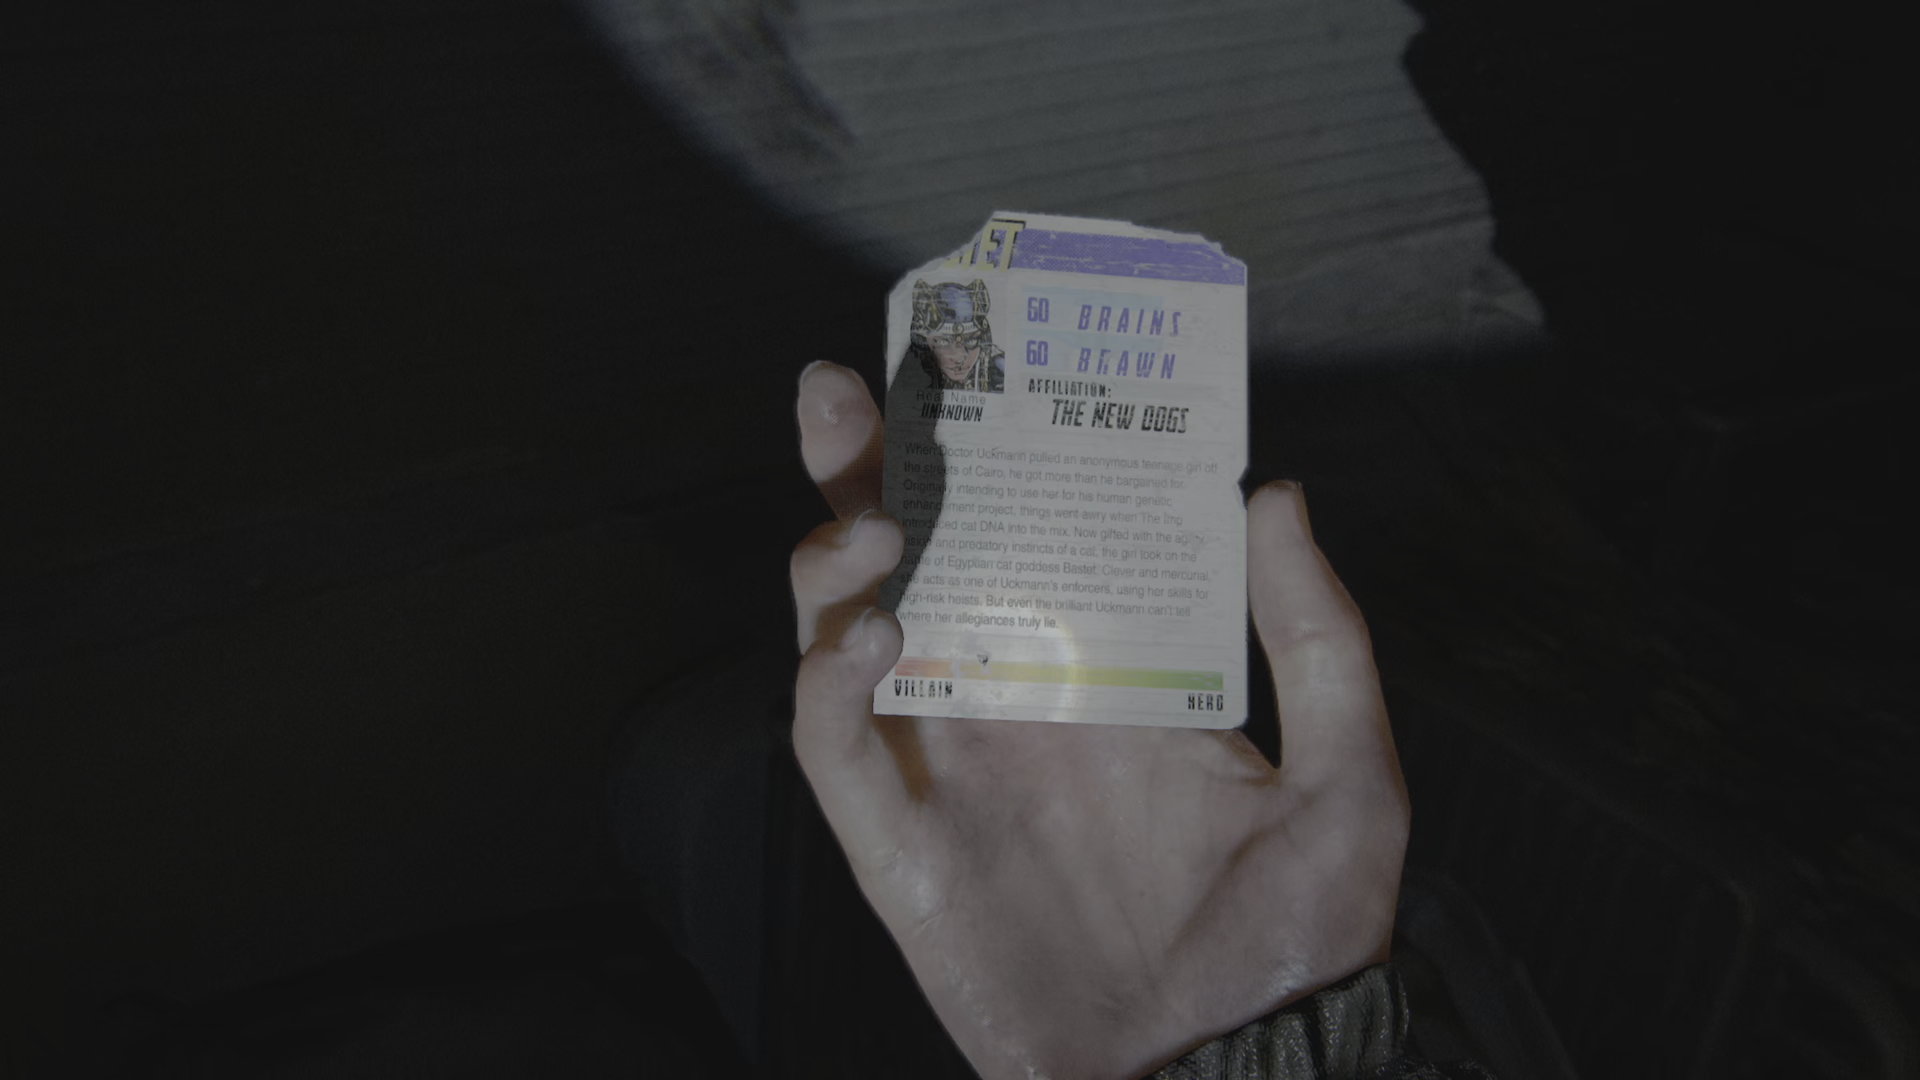 ET
60 BRAINS
60 BRAWN
AFFILIATION:
THE NEW DOGS
Real Name
UNKNOWN
When Doctor Uckmann pulled an anonymous teenage girl off
the streets of Cairo, he got more than he bargained for.
Originally intending to use her for his human genetic
enhancement project, things went awry when The Imp
introduced cat DNA into the mix. Now gifted with the agility,
vision and predatory instincts of a cat, the girl took on the
name of Egyptian cat goddess Bastet. Clever and mercurial,
she acts as one of Uckmann's enforcers, using her skills for
high-risk heists. But even the brilliant Uckmann can't tell
where her allegiances truly lie.
VILLAIN
HERO